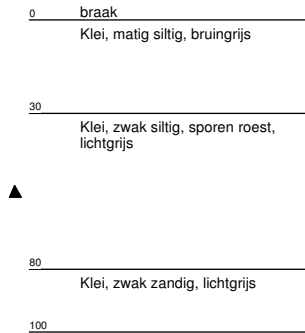 0 braak
Klei, matig siltig, bruingrijs
30
Klei, zwak siltig, sporen roest,
lichtgrijs
80
Klei, zwak zandig, lichtgrijs
100